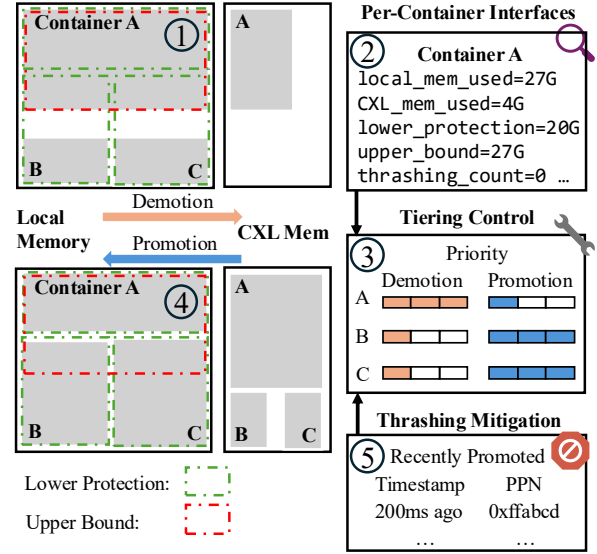 Container A
①
A
B
C
Per-Container Interfaces
②
Container A
local_mem_used=27G
CXL_mem_used=4G
lower_protection=20G
upper_bound=27G
thrashing_count=0 …
Demotion
Local
Memory
CXL Mem
Promotion
Tiering Control
③
Priority
Demotion Promotion
A
B
C
Container A
④
A
B
C
B
C
Thrashing Mitigation
⑤
Recently Promoted
Timestamp PPN
200ms ago 0xffabcd
… …
Lower Protection:
Upper Bound: